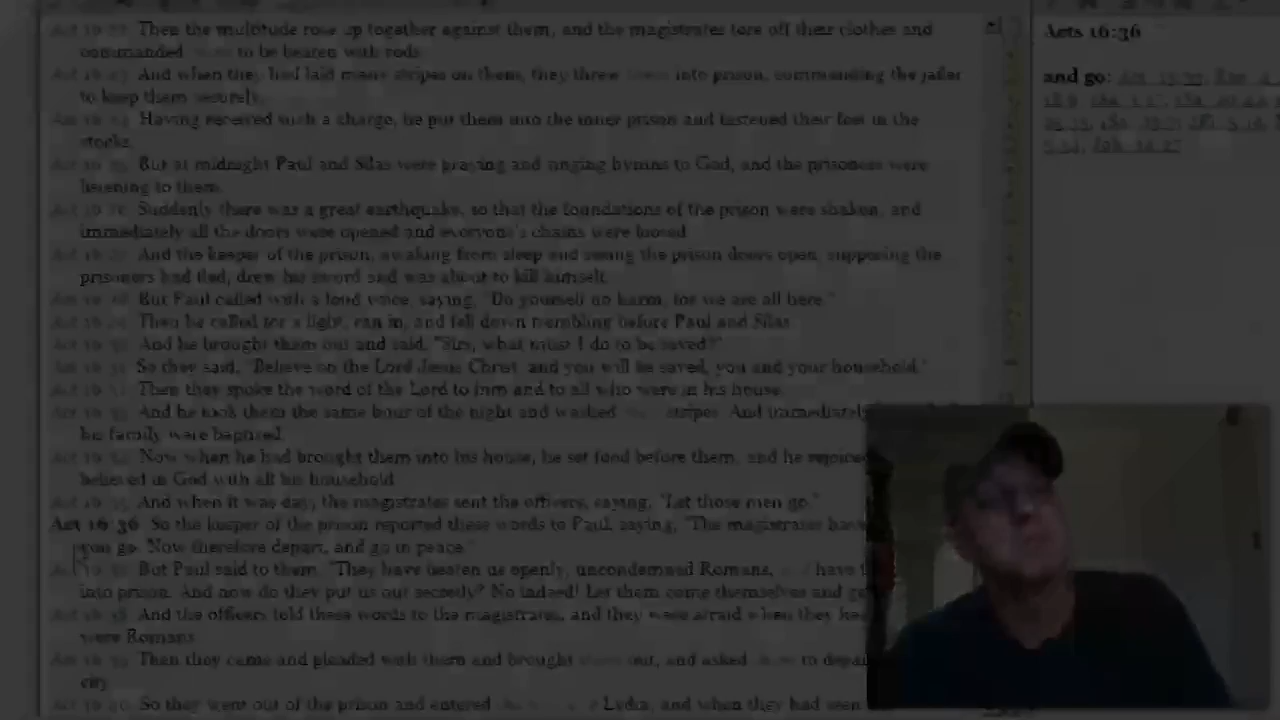 Then the multitude rose up together against them, and the magistrates tore off their clothes and
commanded to be beaten with rods.
And when they had laid many stripes on them, they threw into prison, commanding the jailer
to keep them securely.
Having received such a charge, he put them into the inner prison and fastened their feet in the
stocks.
But at midnight Paul and Silas were praying and singing hymns to God, and the prisoners were
listening to them.
Suddenly there was a great earthquake, so that the foundations of the prison were shaken, and
immediately all the doors were opened and everyone's chains were loosed.
And the keeper of the prison, awaking from sleep and seeing the prison doors open, supposing the
prisoners had fled, drew his sword and was about to kill himself.
But Paul called with a loud voice, saying, "Do yourself no harm, for we are all here."
Then he called for a light, ran in, and fell down trembling before Paul and Silas.
And he brought them out and said, "Sirs, what must I do to be saved?"
So they said, "Believe on the Lord Jesus Christ, and you will be saved, you and your household."
Then they spoke the word of the Lord to him and to all who were in his house.
And he took them the same hour of the night and washed stripes. And immediately
his family were baptized.
Now when he had brought them into his house, he set food before them, and he rejoiced
believed in God with all his household.
And when it was day, the magistrates sent the officers, saying, "Let those men go."
Act 16:36 So the keeper of the prison reported these words to Paul, saying, "The magistrates have
you go. Now therefore depart, and go in peace."
But Paul said to them, "They have beaten us openly, uncondemned Romans, have
into prison. And now do they put us out secretly? No indeed! Let them come themselves and
And the officers told these words to the magistrates, and they were afraid when they
were Romans.
Then they came and pleaded with them and brought out, and asked to
city.
So they went out of the prison and entered Lydia, and when they had seen
Acts 16:36
and go: